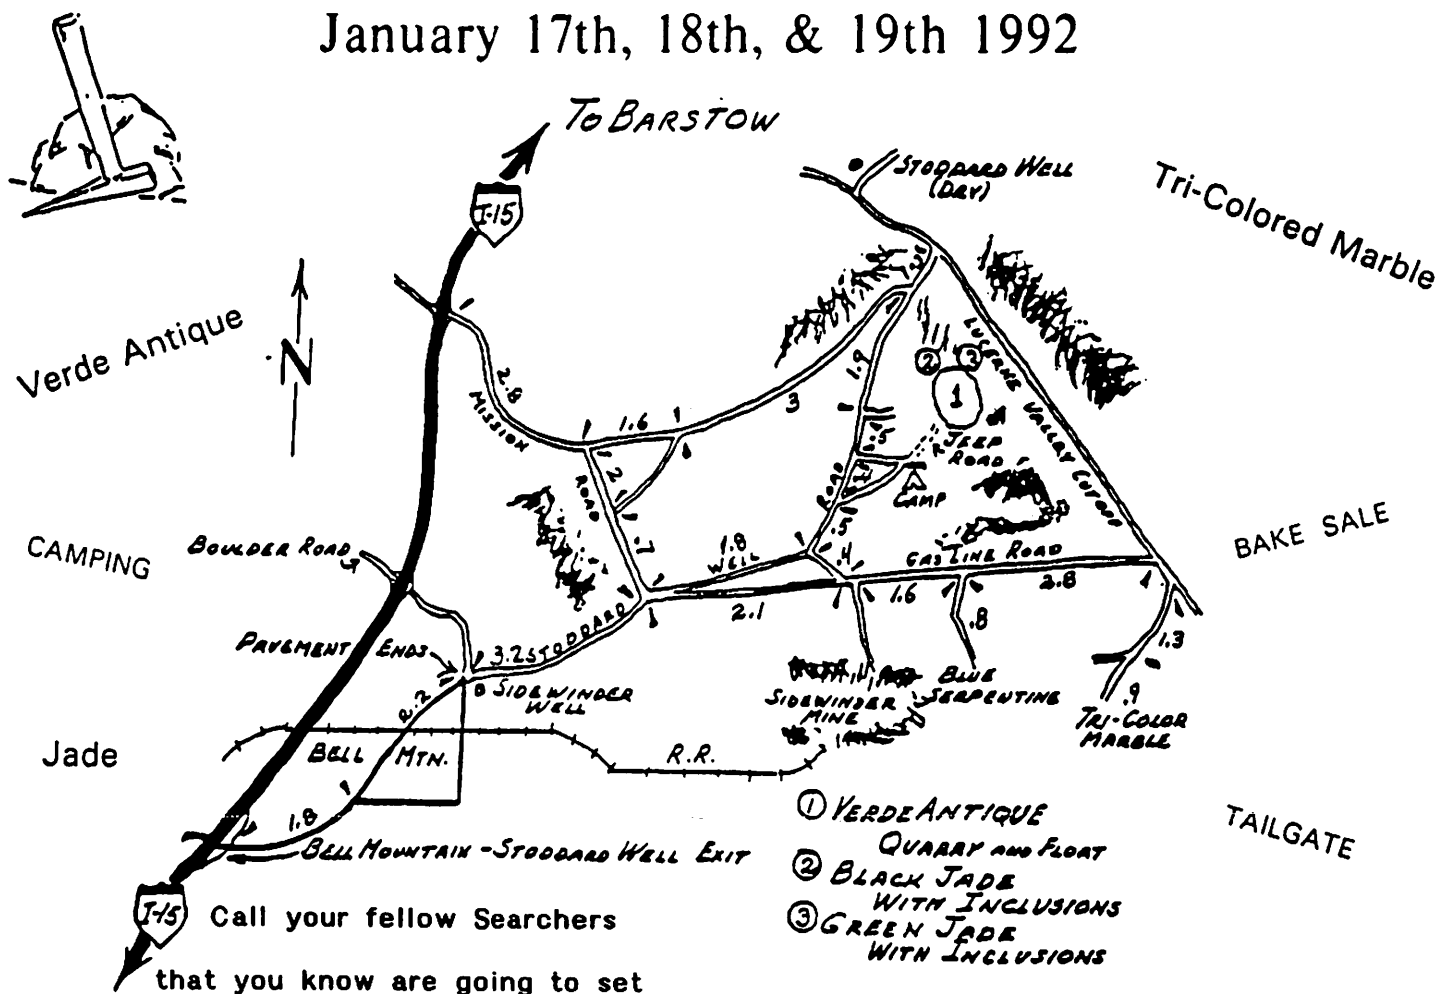 January 17th, 18th, & 19th 1992
TO BARSTOW
I-15
STODDARD WELL
(DRY)
Tri-Colored Marble
Verde Antique
N
2.8
MISSION
1.6
3
1.9
2
3
1
LUCERNE VALLEY CUTOFF
.5
JEEP
ROAD
CAMP
.2
ROAD
ROAD
.5
.7
1.8
WELL
.4
GAS LINE ROAD
2.1
1.6
2.8
.8
1.3
.9
CAMPING
BOULDER ROAD
BAKE SALE
PAVEMENT ENDS
3.2 STODDARD
2.2
SIDEWINDER
WELL
SIDEWINDER
MINE
BLUE
SERPENTINE
TRI-COLOR
MARBLE
Jade
BELL MTN.
R.R.
1.8
BELL MOUNTAIN - STODDARD WELL EXIT
1 VERDE ANTIQUE
QUARRY AND FLOAT
2 BLACK JADE
WITH INCLUSIONS
3 GREEN JADE
WITH INCLUSIONS
TAILGATE
I-15
Call your fellow Searchers
that you know are going to set